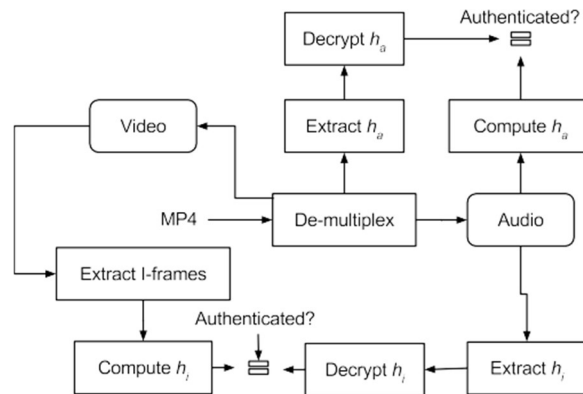 Authenticated?
Decrypt hₐ
Video
Extract hₐ
Compute hₐ
MP4
De-multiplex
Audio
Extract I-frames
Authenticated?
Compute hᵢ
Decrypt hᵢ
Extract hᵢ